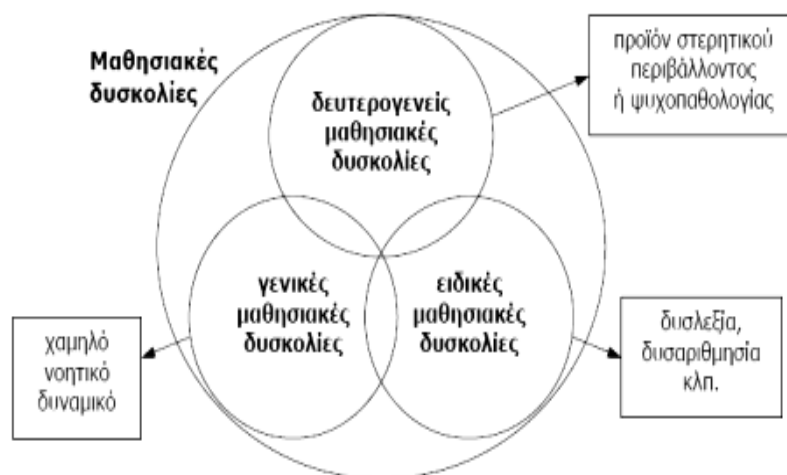 Μαθησιακές
δυσκολίες
δευτερογενείς
μαθησιακές
δυσκολίες
προϊόν στερητικού
περιβάλλοντος
ή ψυχοπαθολογίας
γενικές
μαθησιακές
δυσκολίες
ειδικές
μαθησιακές
δυσκολίες
χαμηλό
νοητικό
δυναμικό
δυσλεξία,
δυσαριθμησία
κλπ.